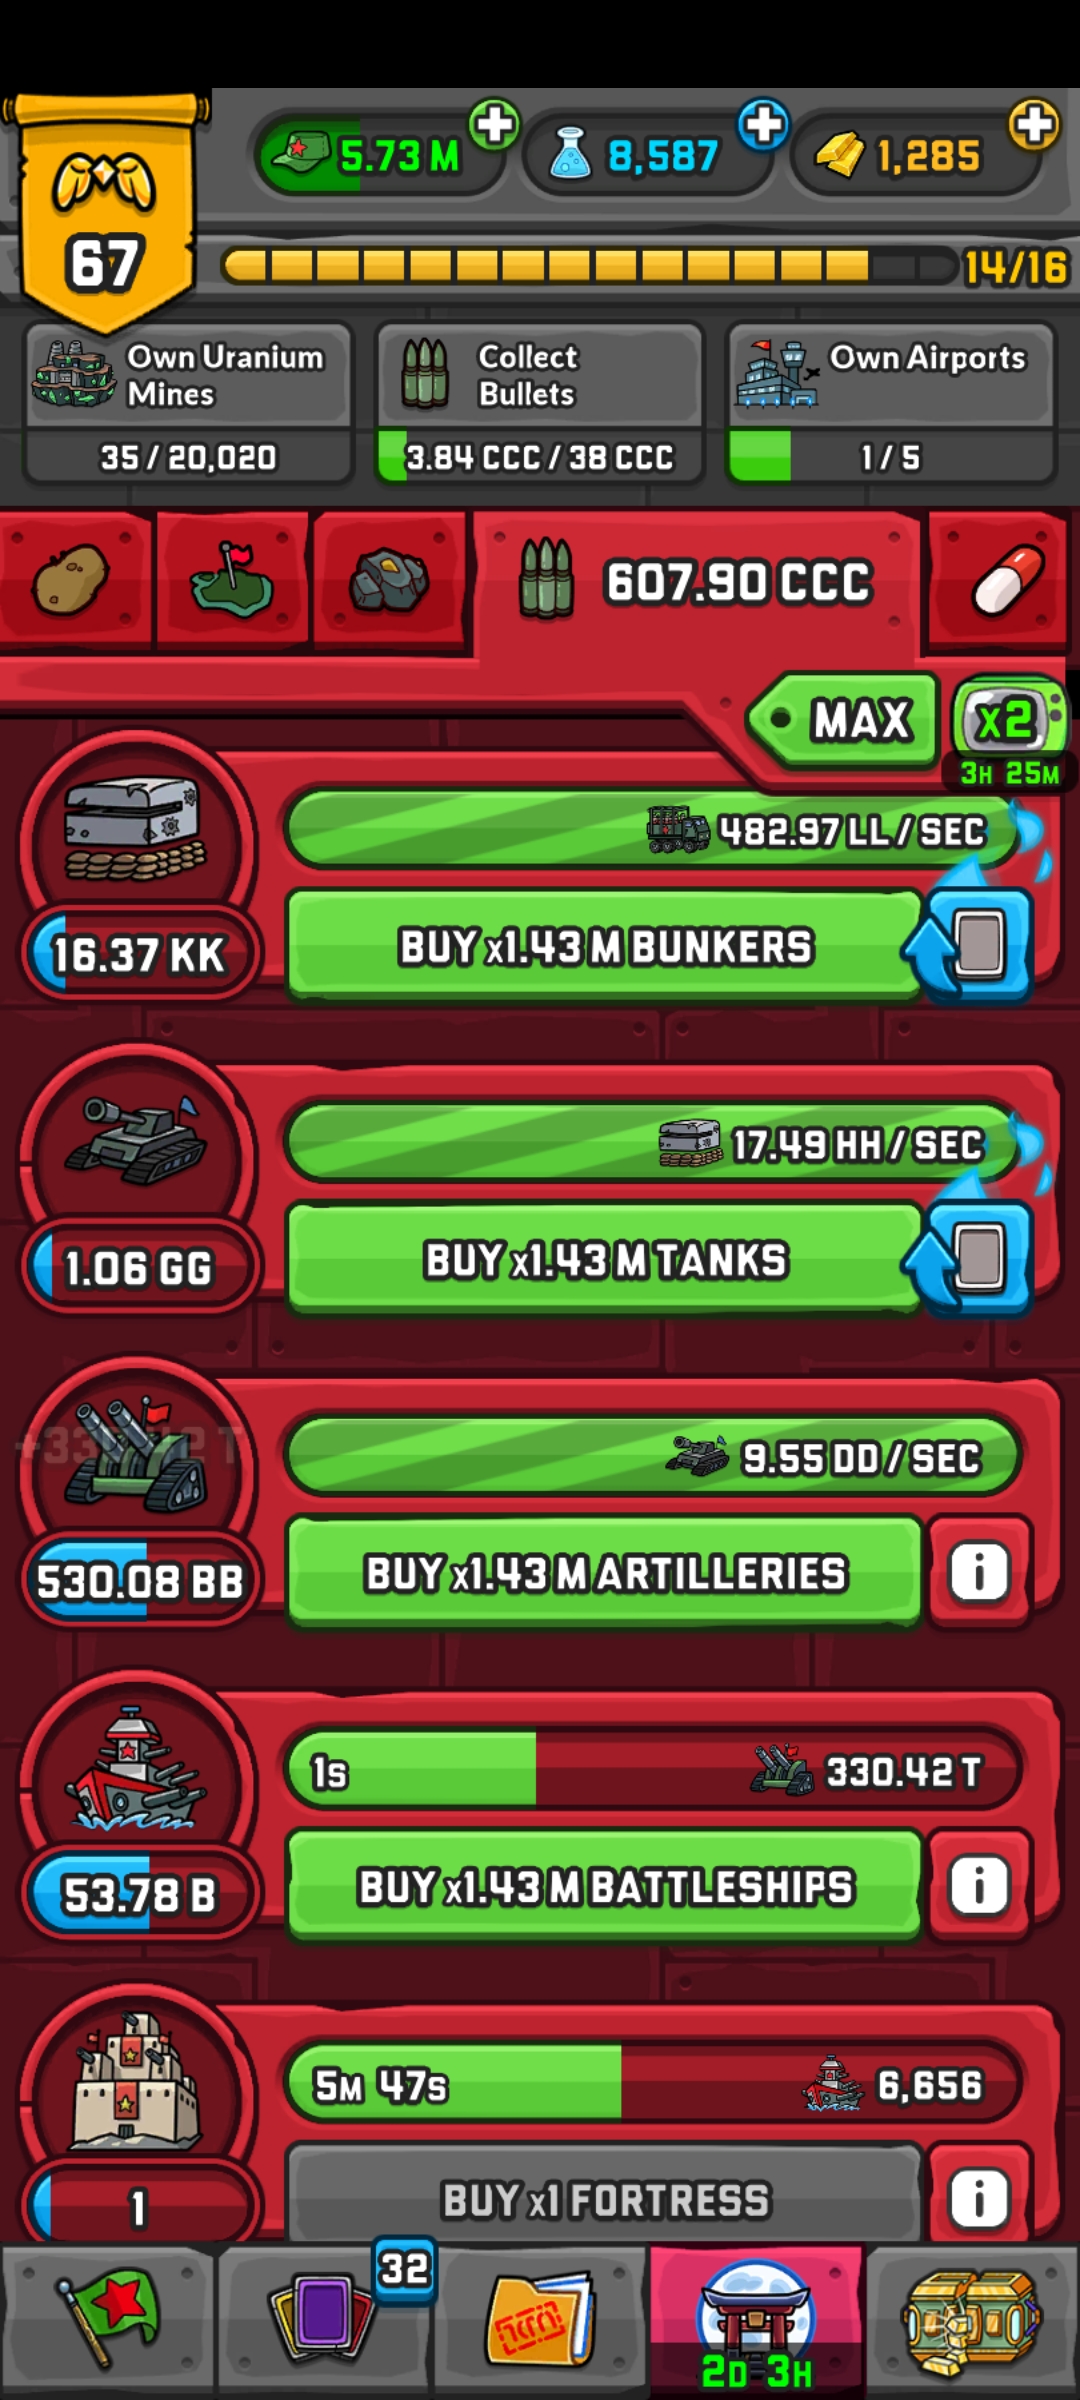 5.73 M
8,587
1,285
67
14/16
Own Uranium
Mines
Collect
Bullets
Own Airports
35 / 20,020
3.84 CCC / 38 CCC
1 / 5
607.90 CCC
MAX
x2
3H 25M
482.97 LL / SEC
16.37 KK
BUY x1.43 M BUNKERS
17.49 HH / SEC
1.06 GG
BUY x1.43 M TANKS
9.55 DD / SEC
530.08 BB
BUY x1.43 M ARTILLERIES
i
1s
330.42 T
53.78 B
BUY x1.43 M BATTLESHIPS
i
5M 47s
6,656
1
BUY x1 FORTRESS
i
32
2D 3H